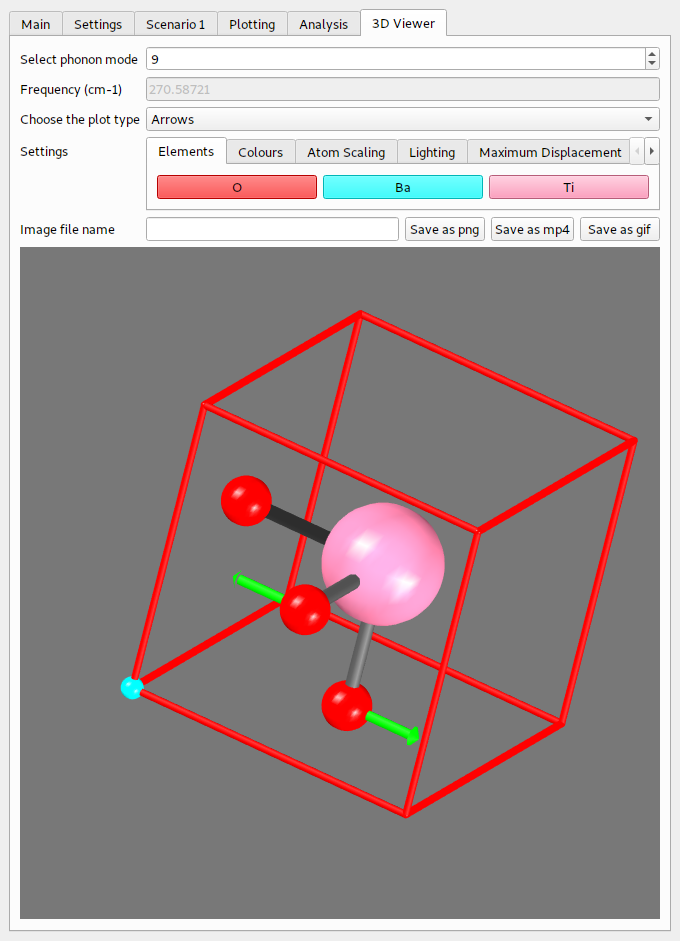 Main Settings Scenario 1 Plotting Analysis 3D Viewer
Select phonon mode 9
Frequency (cm-1) 270.58721
Choose the plot type Arrows
Settings Elements Colours Atom Scaling Lighting Maximum Displacement
O Ba Ti
Image file name Save as png Save as mp4 Save as gif